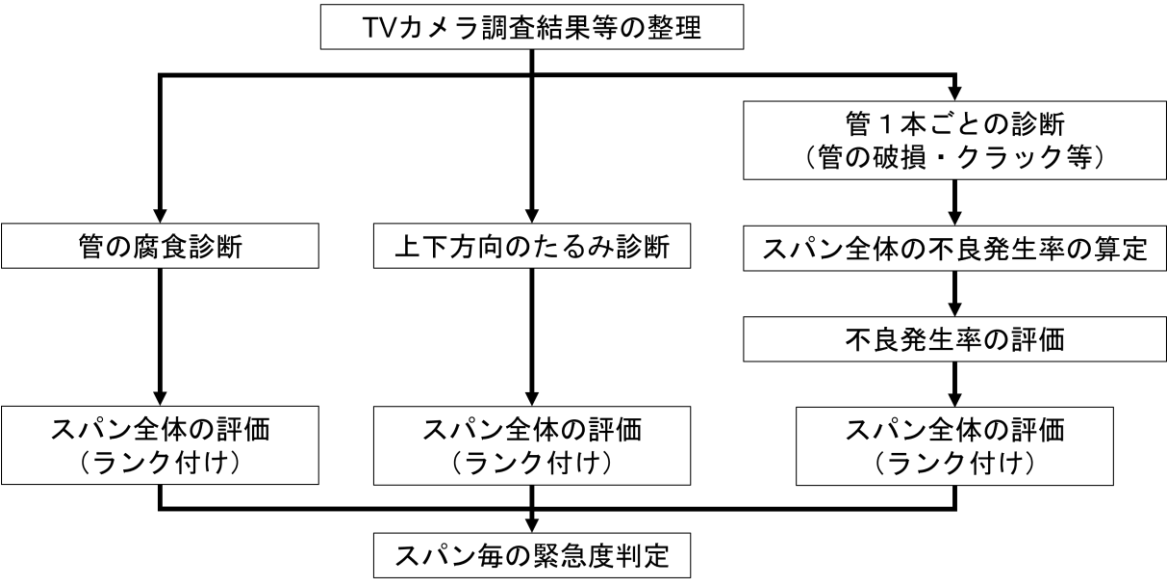 TVカメラ調査結果等の整理
管１本ごとの診断
（管の破損・クラック等）
管の腐食診断
上下方向のたるみ診断
スパン全体の不良発生率の算定
不良発生率の評価
スパン全体の評価
（ランク付け）
スパン全体の評価
（ランク付け）
スパン全体の評価
（ランク付け）
スパン毎の緊急度判定